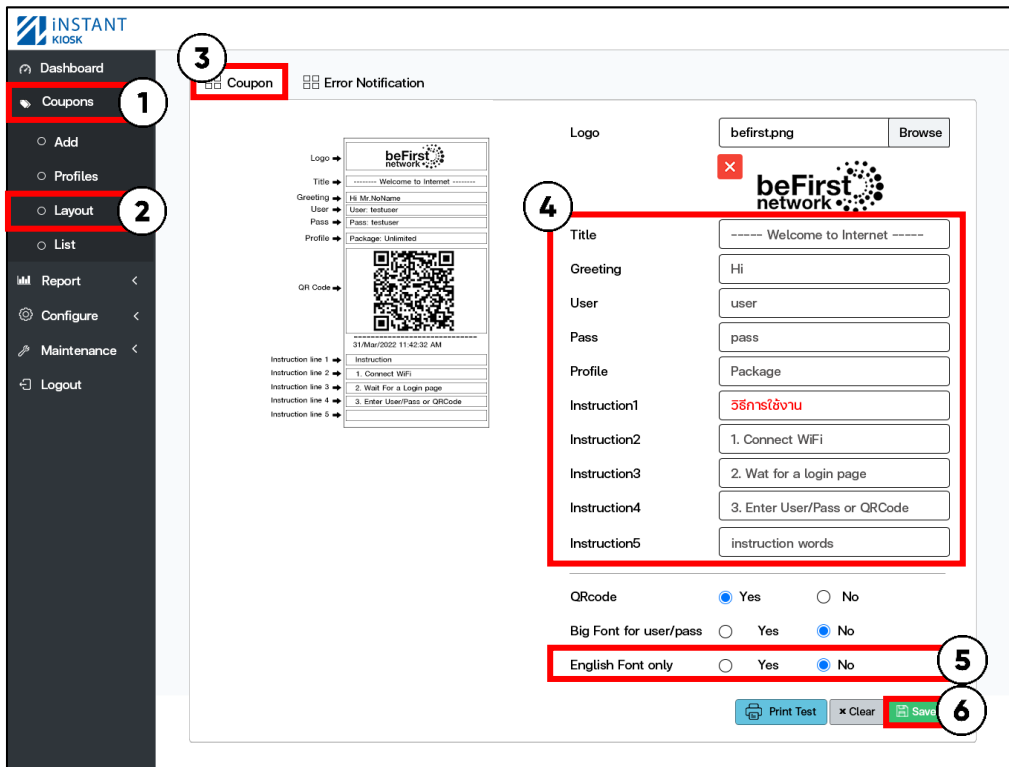 iNSTANT
KIOSK
Dashboard
Coupons
1
Add
Profiles
Layout
2
List
Report
Configure
Maintenance
Logout
3
Coupon
Error Notification
Logo
beFirst
network
Title
-------- Welcome to Internet --------
Greeting
Hi Mr.NoName
User
User: testuser
Pass
Pass: testuser
Profile
Package: Unlimited
QR Code
31/Mar/2022 11:42:32 AM
Instruction line 1
Instruction
Instruction line 2
1. Connect WiFi
Instruction line 3
2. Wait For a Login page
Instruction line 4
3. Enter User/Pass or QRCode
Instruction line 5
Logo
befirst.png
Browse
beFirst
network
4
Title
----- Welcome to Internet -----
Greeting
Hi
User
user
Pass
pass
Profile
Package
Instruction1
วิธีการใช้งาน
Instruction2
1. Connect WiFi
Instruction3
2. Wat for a login page
Instruction4
3. Enter User/Pass or QRCode
Instruction5
instruction words
QRcode
Yes
No
Big Font for user/pass
Yes
No
English Font only
Yes
No
5
Print Test
Clear
Save
6